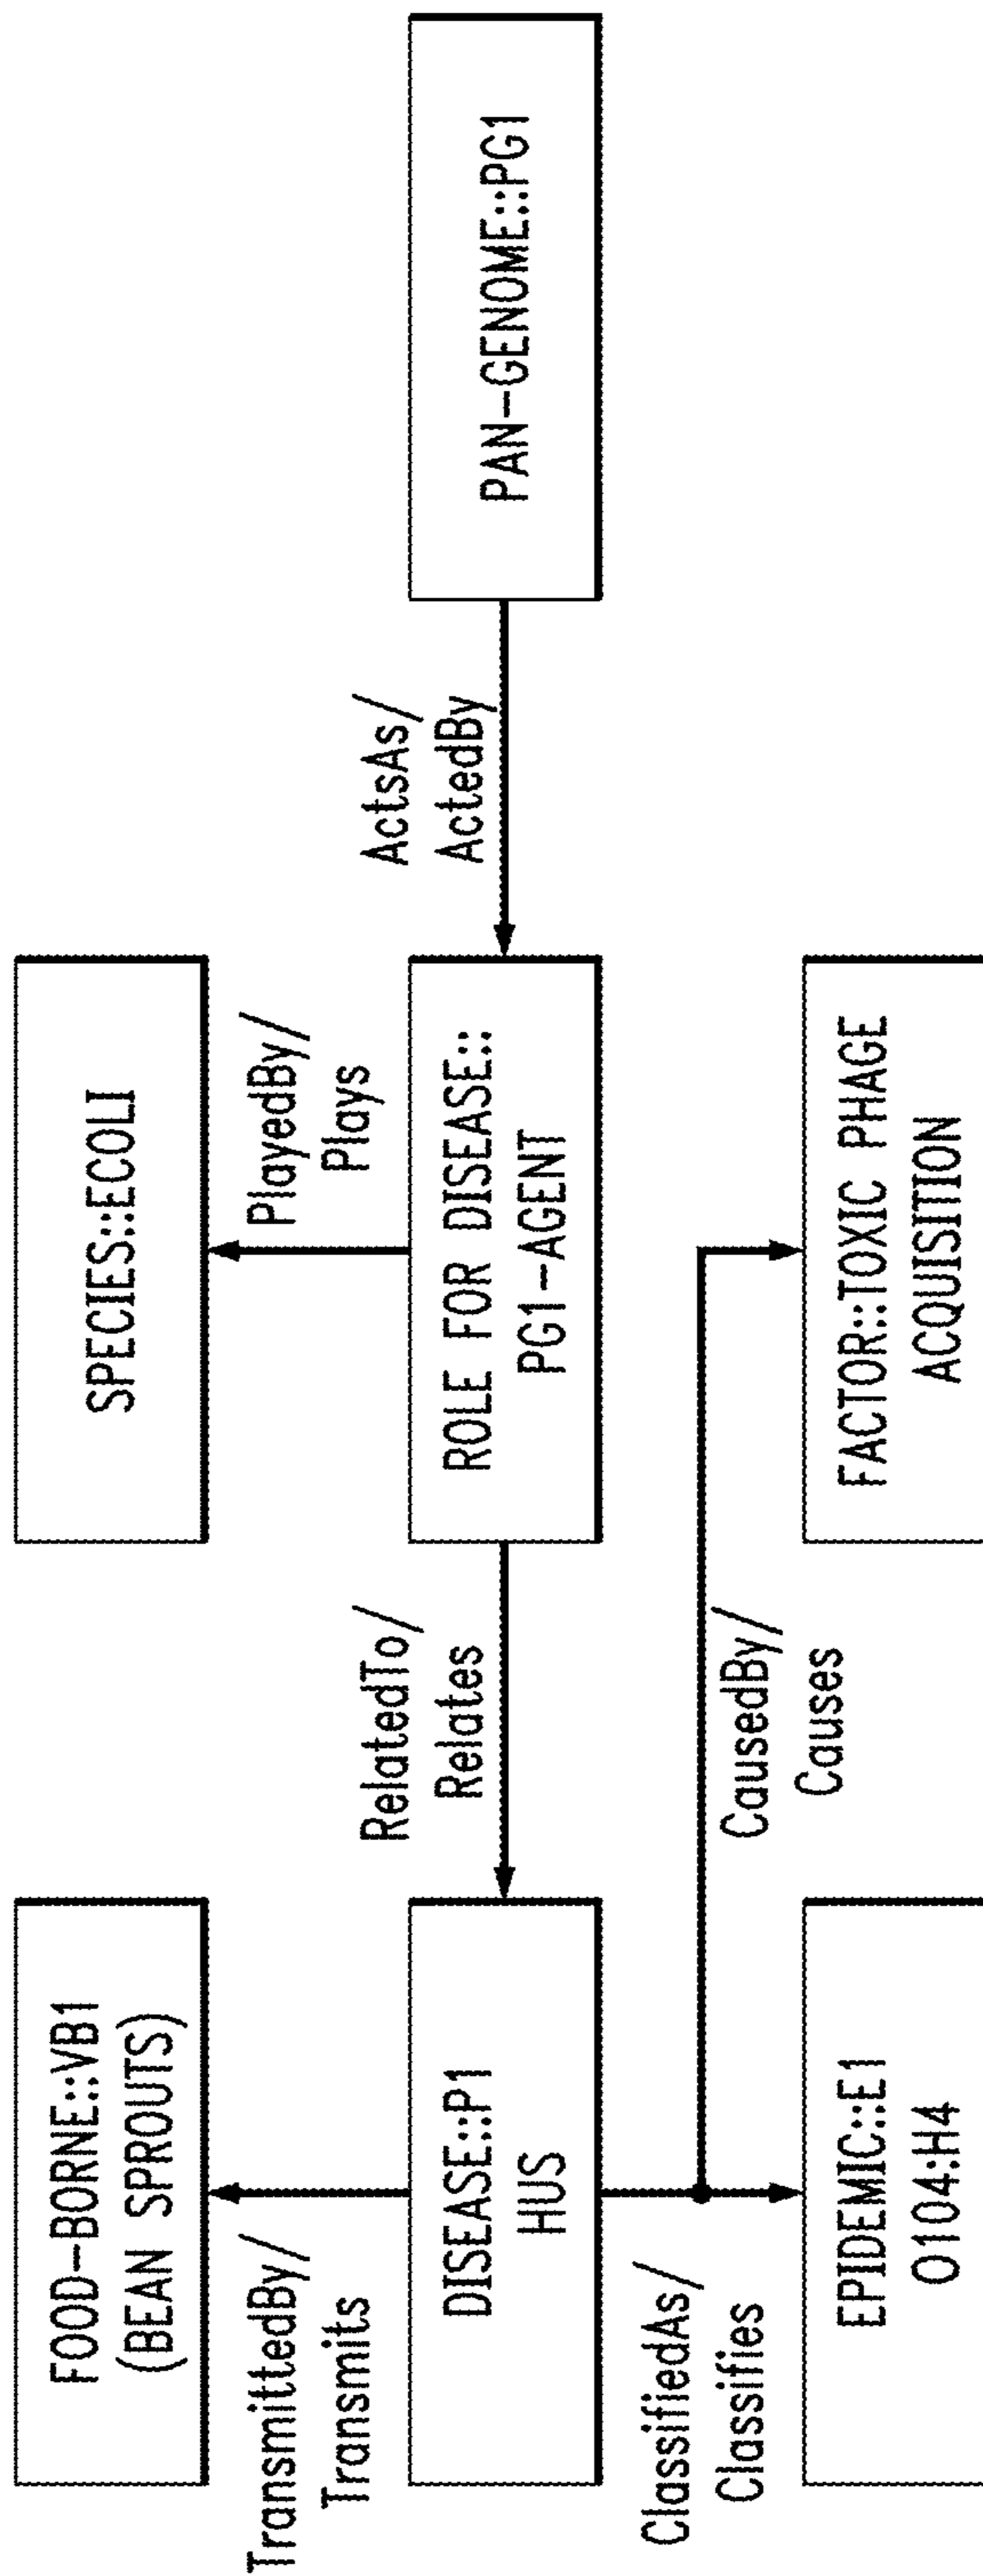 FOOD-BORNE::VB1
(BEAN SPROUTS)
SPECIES::ECOLI
TransmittedBy/
Transmits
PlayedBy/
Plays
DISEASE::P1
HUS
RelatedTo/
Relates
ROLE FOR DISEASE::
PG1-AGENT
ActsAs/
ActedBy
PAN-GENOME::PG1
ClassifiedAs/
Classifies
CausedBy/
Causes
EPIDEMIC::E1
O104:H4
FACTOR::TOXIC PHAGE
ACQUISITION